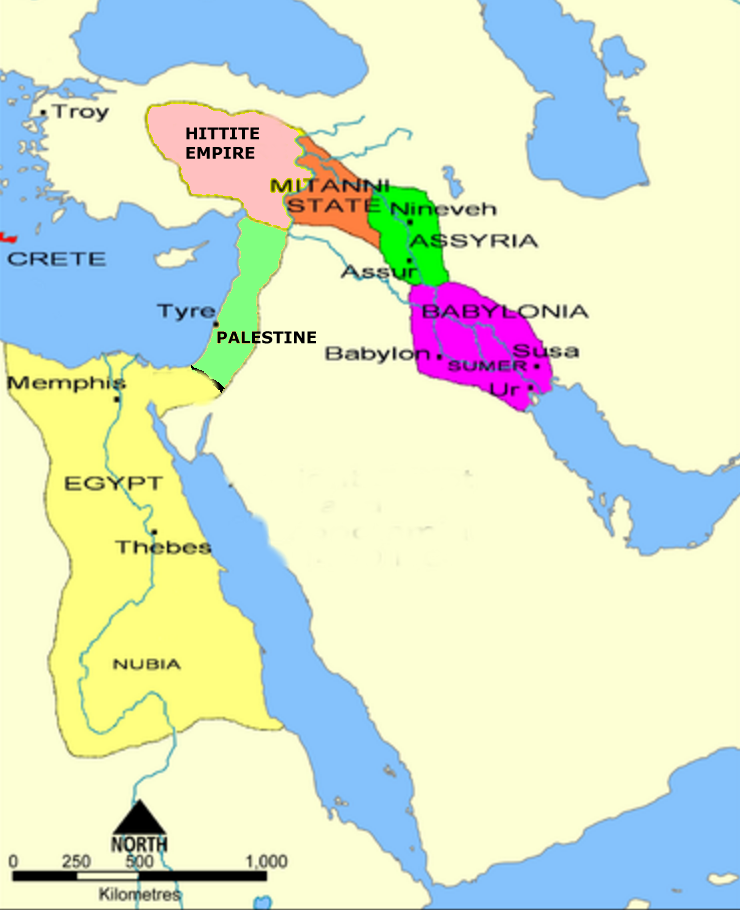 Troy
HITTITE
EMPIRE
MITANNI
STATE
Nineveh
ASSYRIA
CRETE
Assur
Tyre
BABYLONIA
PALESTINE
Babylon
Susa
SUMER
Memphis
Ur
EGYPT
Thebes
NUBIA
NORTH
0 250 500 1,000
Kilometres